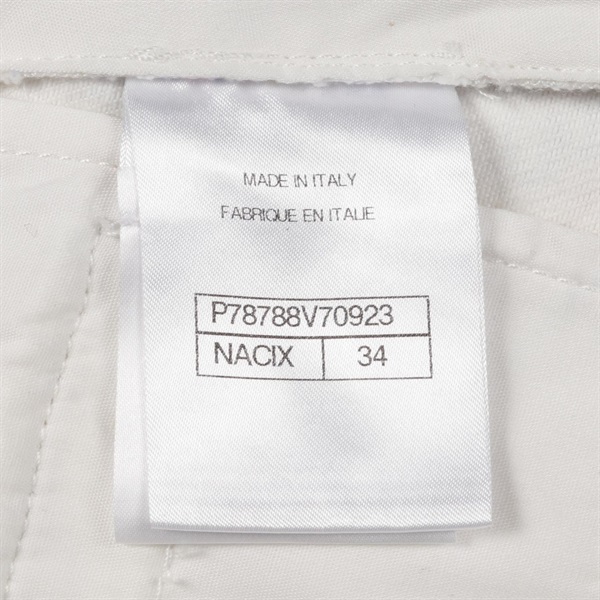 MADE IN ITALY
FABRIQUE EN ITALIE
P78788V70923
NACIX 34